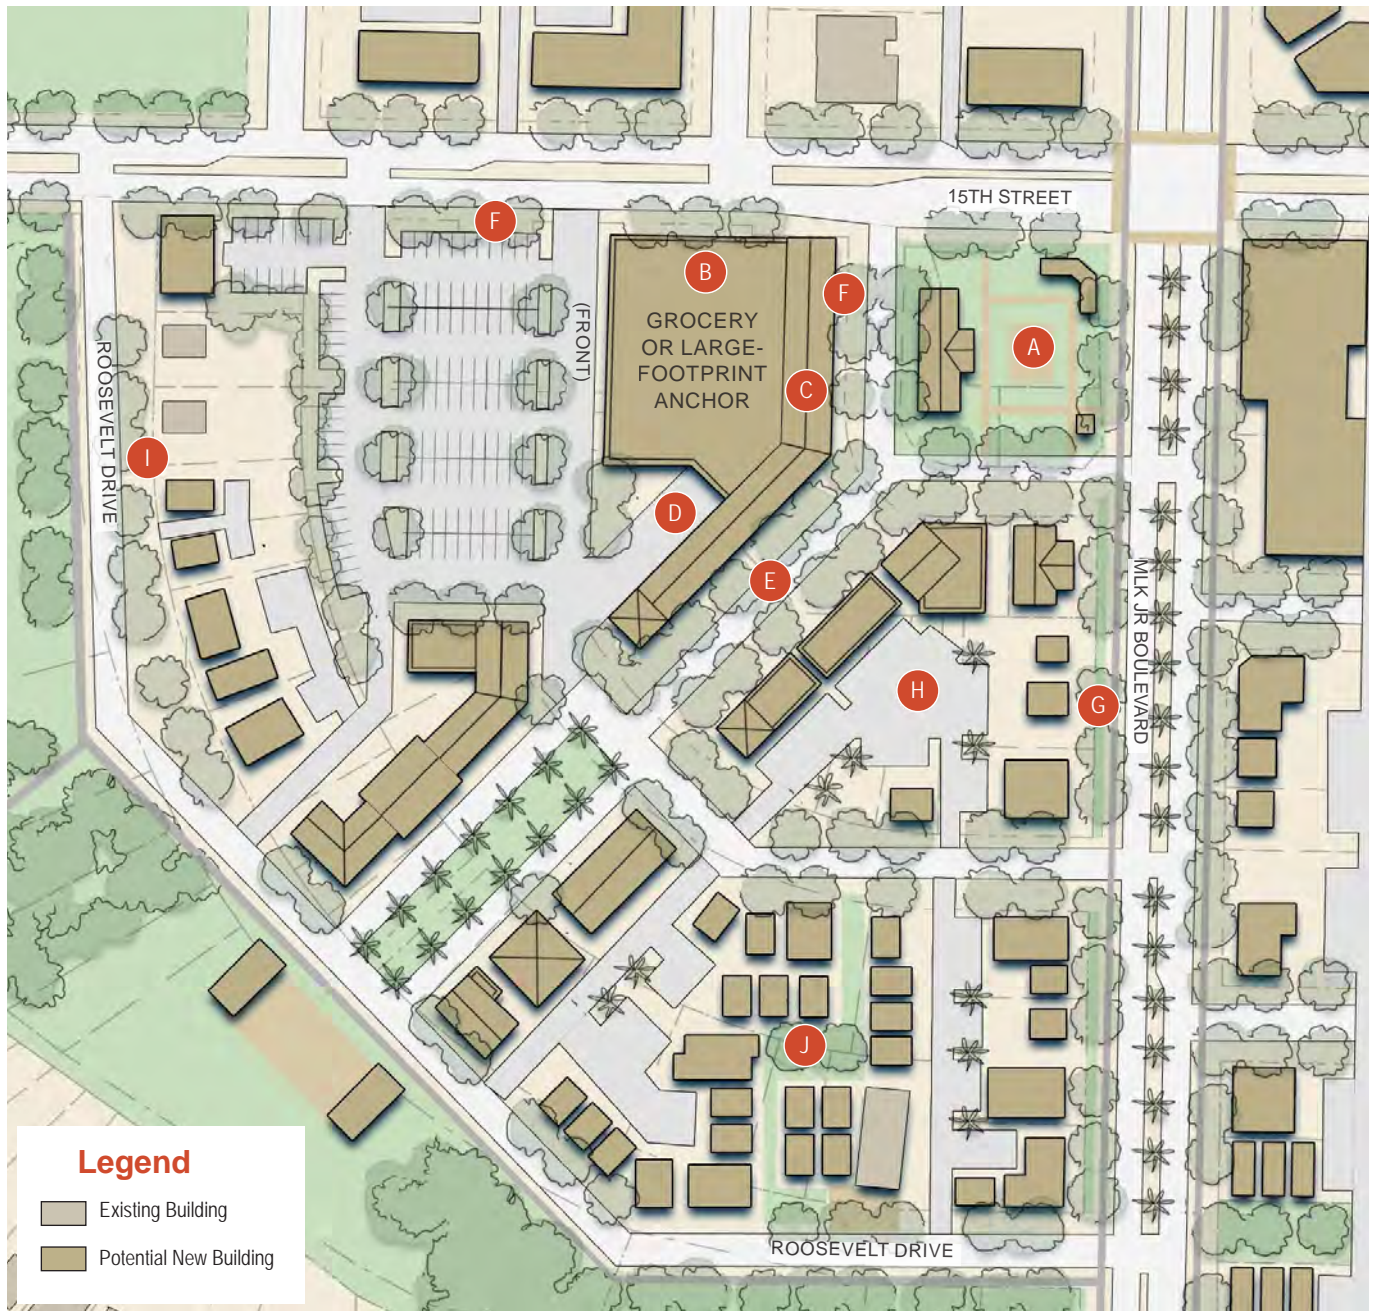 15TH STREET
F
B
F
GROCERY
OR LARGE-
FOOTPRINT
ANCHOR
(FRONT)
A
C
ROOSEVELT DRIVE
I
D
E
MLK JR BOULEVARD
H
G
J
ROOSEVELT DRIVE
Legend
Existing Building
Potential New Building